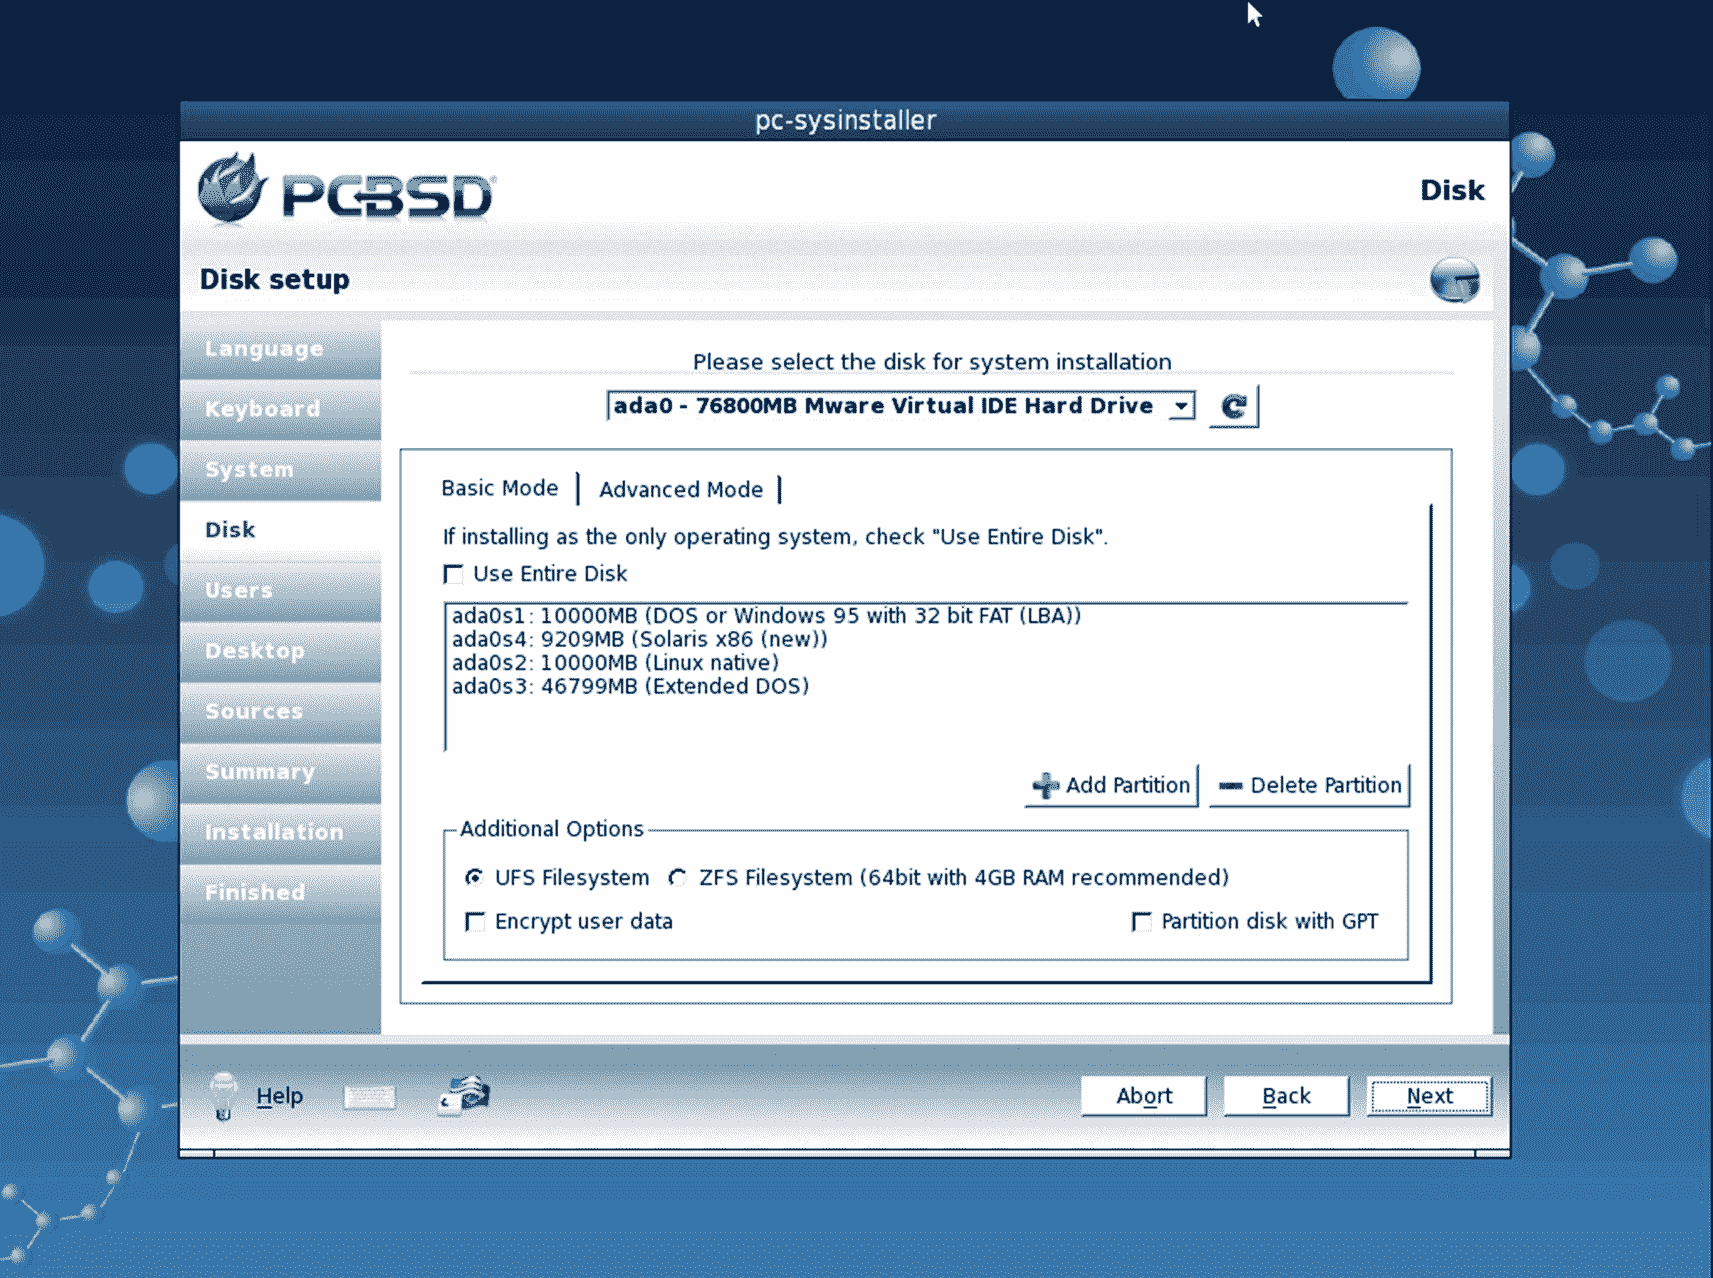 pc-sysinstaller
PCBSD
Disk
Disk setup
Language
Keyboard
System
Disk
Users
Desktop
Sources
Summary
Installation
Finished
Please select the disk for system installation
ada0 - 76800MB Mware Virtual IDE Hard Drive
Basic Mode
Advanced Mode
If installing as the only operating system, check "Use Entire Disk".
Use Entire Disk
ada0s1: 10000MB (DOS or Windows 95 with 32 bit FAT (LBA))
ada0s4: 9209MB (Solaris x86 (new))
ada0s2: 10000MB (Linux native)
ada0s3: 46799MB (Extended DOS)
Add Partition
Delete Partition
Additional Options
UFS Filesystem
ZFS Filesystem (64bit with 4GB RAM recommended)
Encrypt user data
Partition disk with GPT
Help
Abort
Back
Next